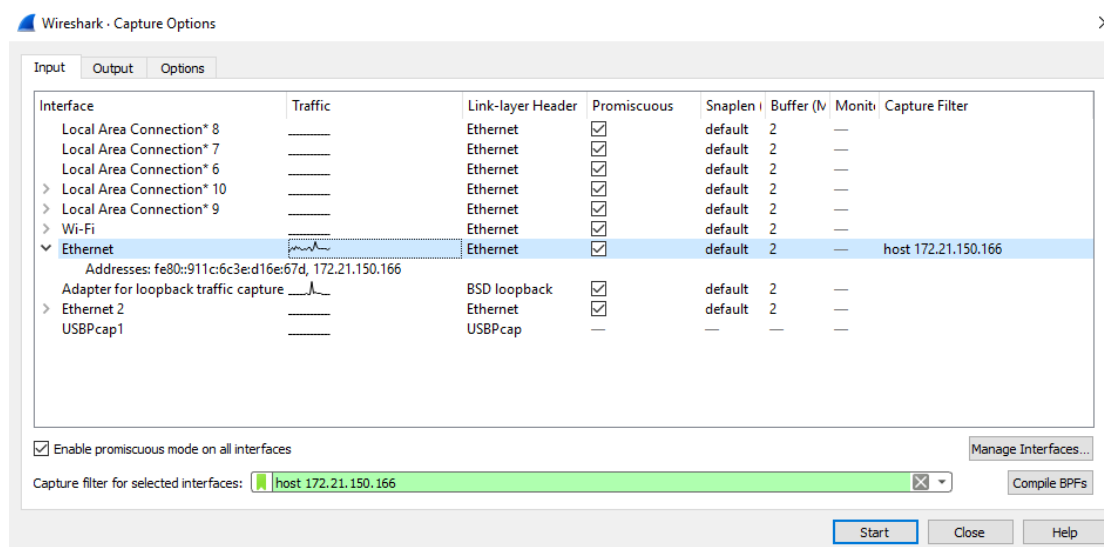 Wireshark · Capture Options
Input Output Options
Interface Traffic Link-layer Header Promiscuous Snaplen ( Buffer (M Monito Capture Filter
Local Area Connection* 8 Ethernet default 2 —
Local Area Connection* 7 Ethernet default 2 —
Local Area Connection* 6 Ethernet default 2 —
Local Area Connection* 10 Ethernet default 2 —
Local Area Connection* 9 Ethernet default 2 —
Wi-Fi Ethernet default 2 —
Ethernet Ethernet default 2 — host 172.21.150.166
Addresses: fe80::911c:6c3e:d16e:67d, 172.21.150.166
Adapter for loopback traffic capture BSD loopback default 2 —
Ethernet 2 Ethernet default 2 —
USBPcap1 USBPcap — — — —
Enable promiscuous mode on all interfaces Manage Interfaces...
Capture filter for selected interfaces: host 172.21.150.166 Compile BPFs
Start Close Help